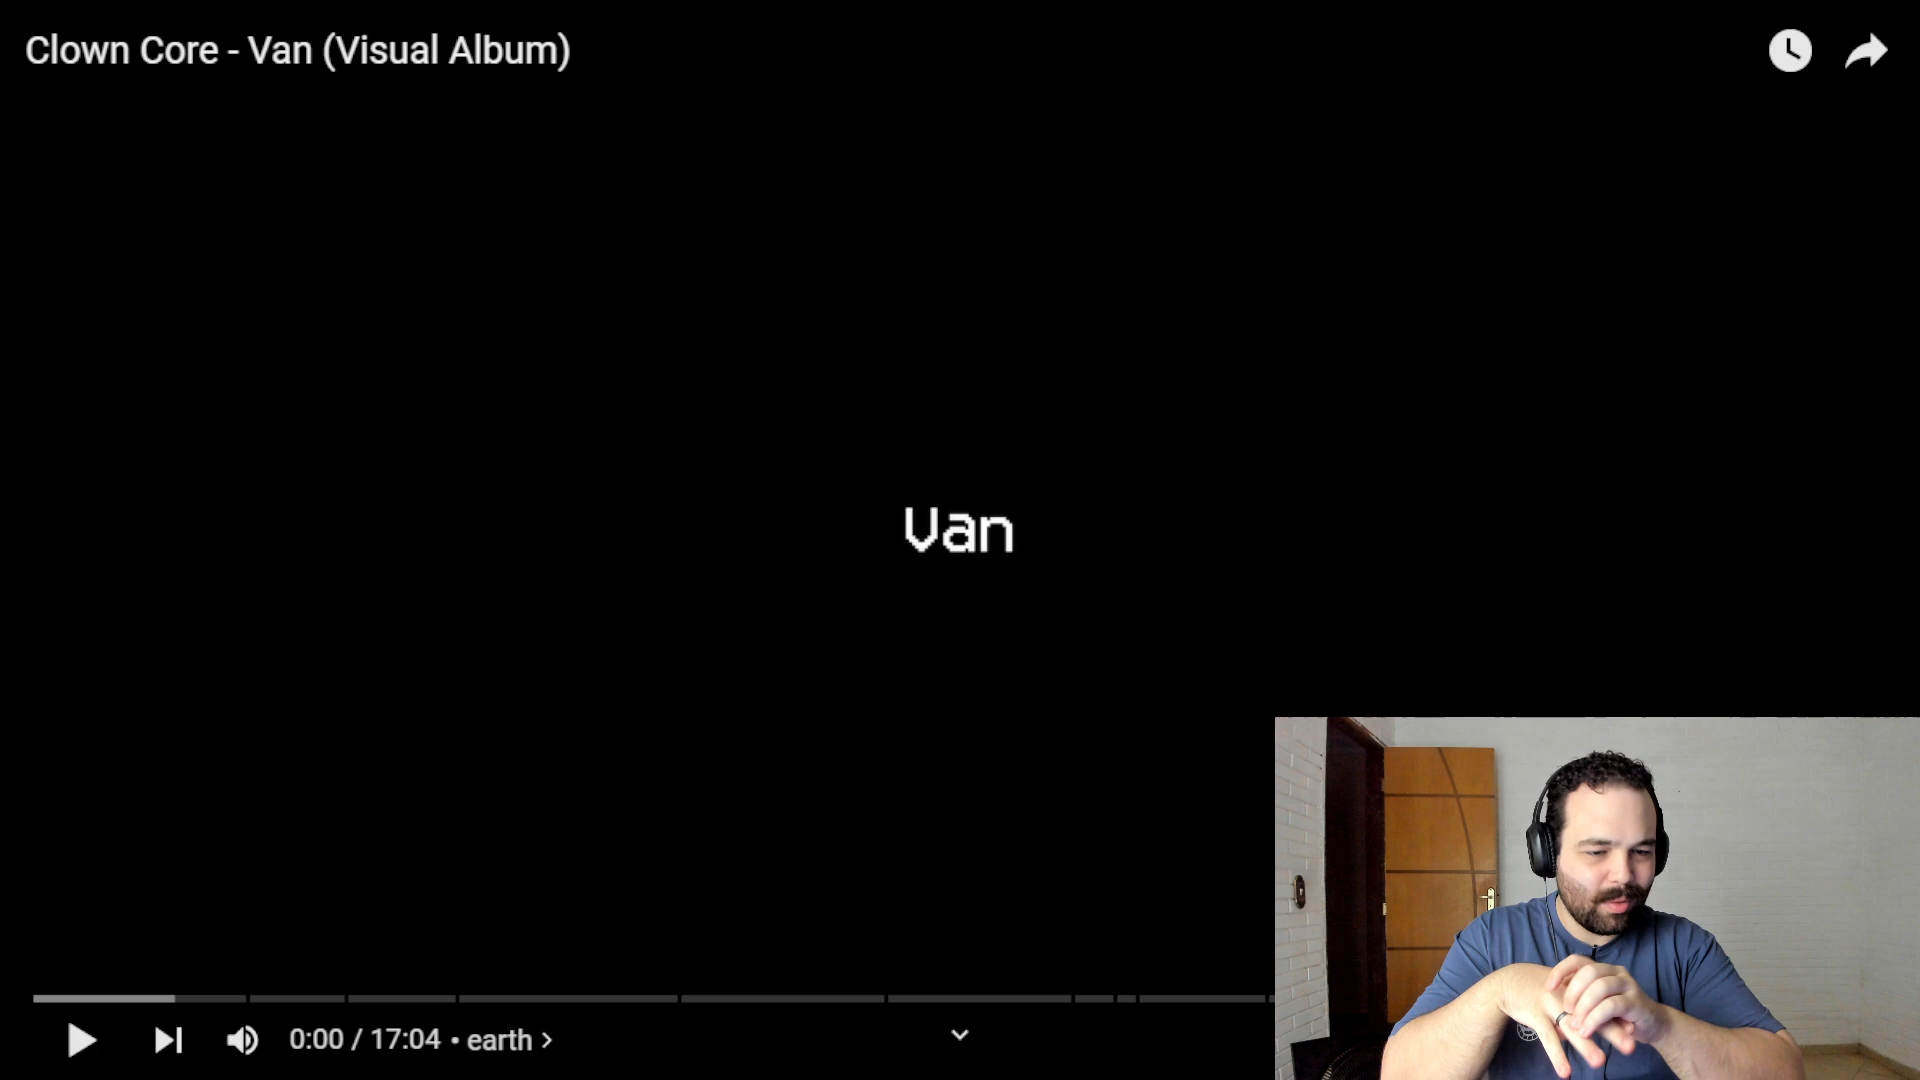 Clown Core - Van (Visual Album)
Van
0:00 / 17:04 • earth ›